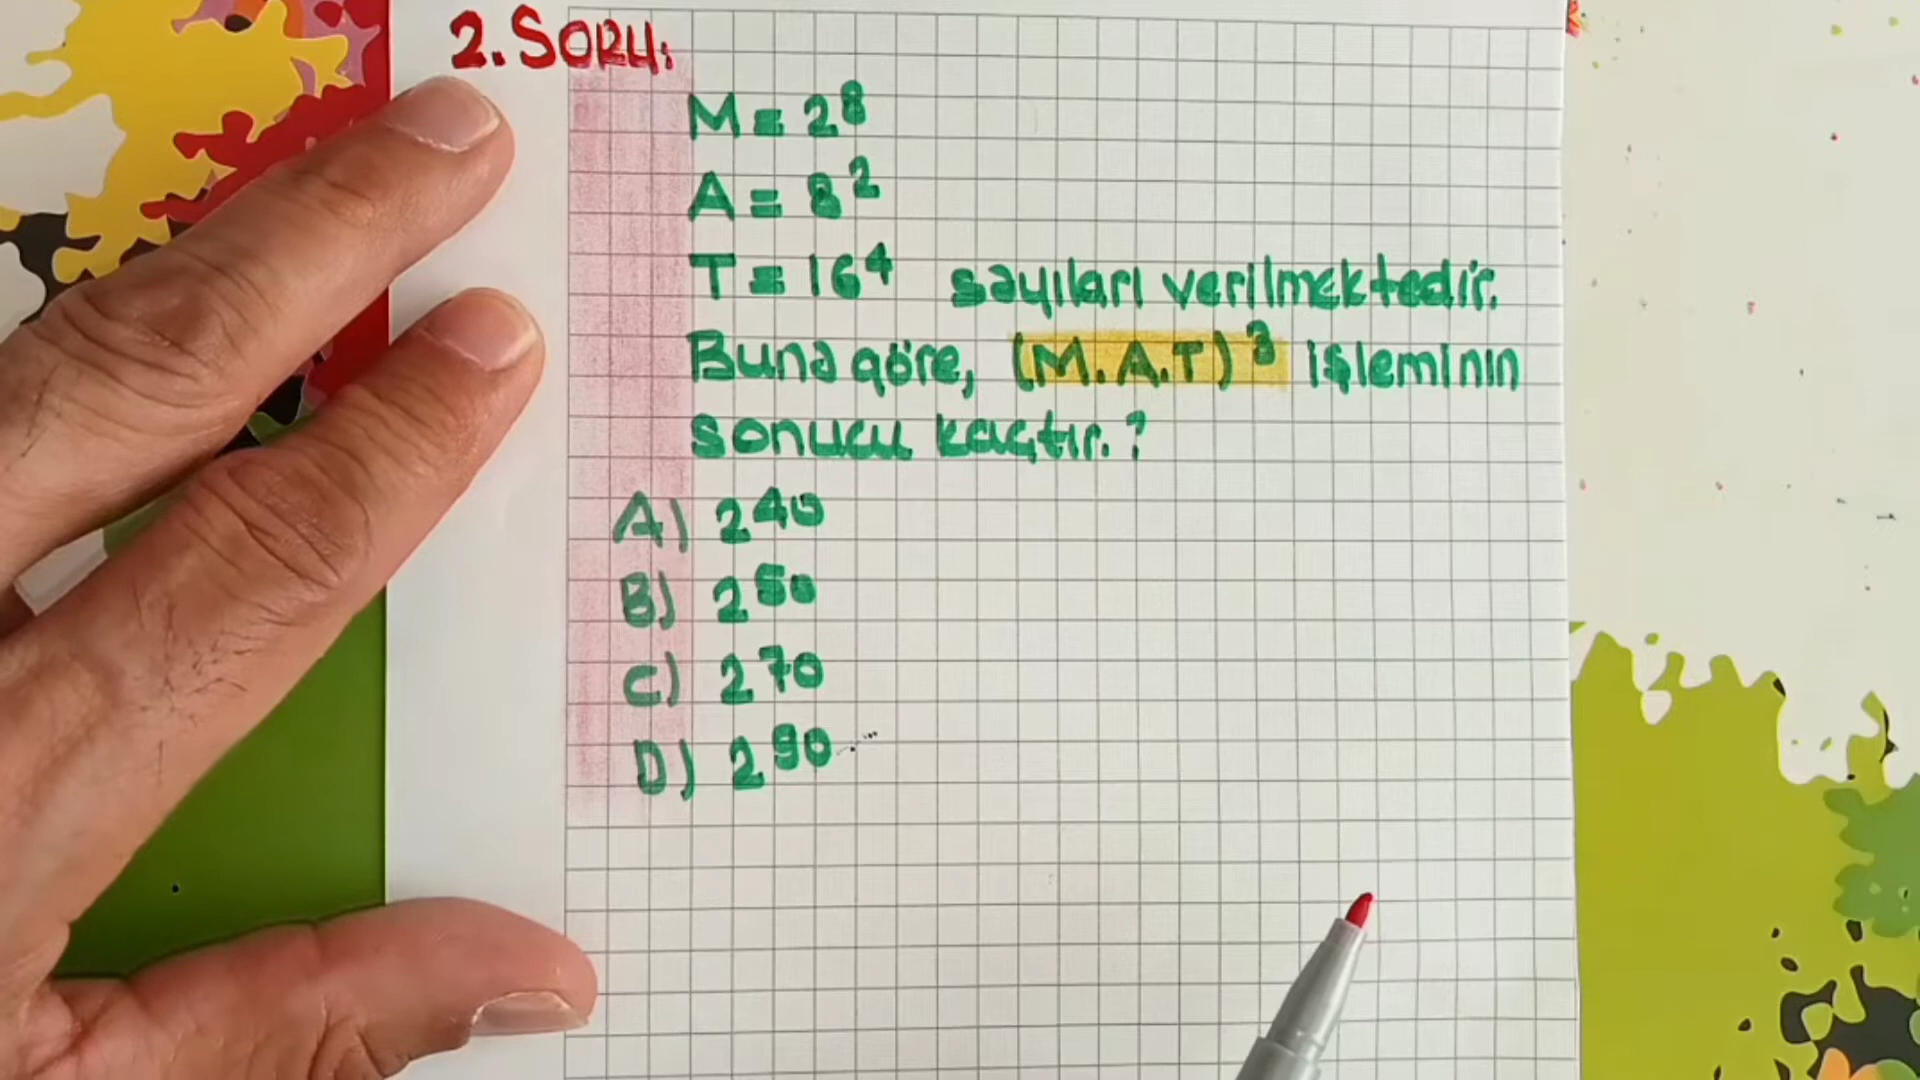 2. SORU:
M = 2⁸
A = 8²
T = 16⁴ sayıları verilmektedir.
Buna göre, (M.A.T)³ işleminin
sonucu kaçtır.?
A) 2⁴⁰
B) 2⁵⁰
C) 2⁷⁰
D) 2⁹⁰